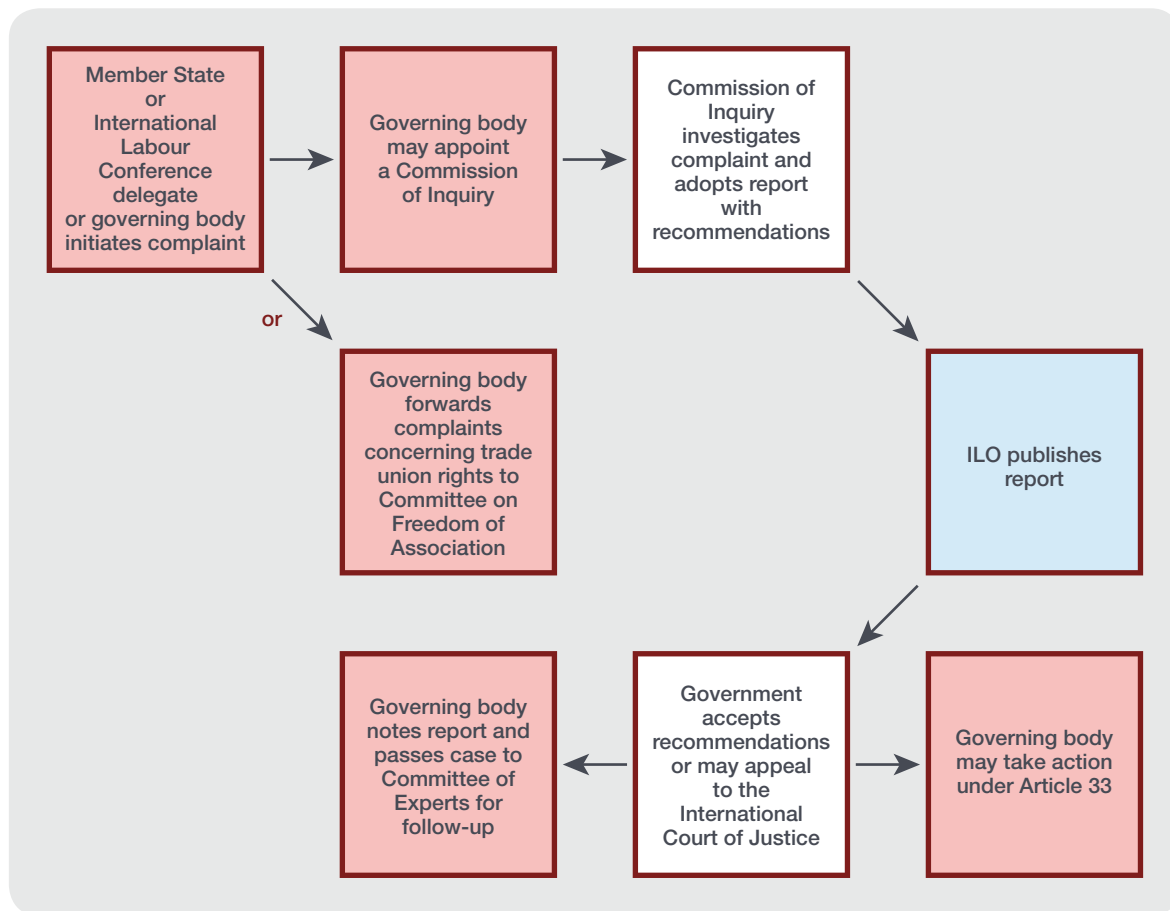 Member State
or
International
Labour
Conference
delegate
or governing body
initiates complaint
Governing body
may appoint
a Commission
of Inquiry
Commission of
Inquiry
investigates
complaint and
adopts report
with
recommendations
or
Governing body
forwards
complaints
concerning trade
union rights to
Committee on
Freedom of
Association
ILO publishes
report
Governing body
notes report and
passes case to
Committee of
Experts for
follow-up
Government
accepts
recommendations
or may appeal
to the
International
Court of Justice
Governing body
may take action
under Article 33